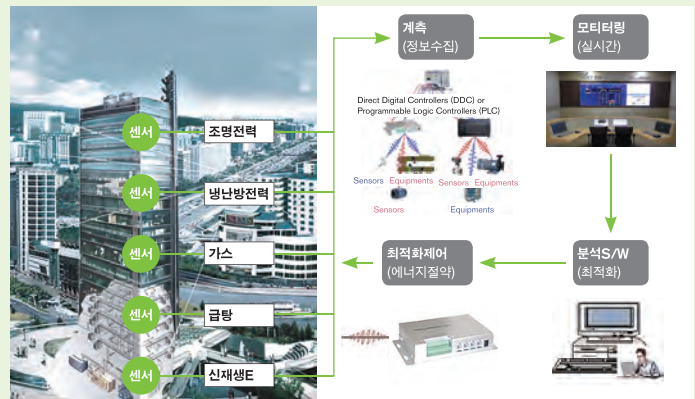 센서
조명전력
센서
냉난방전력
센서
가스
센서
급탕
센서
신재생E
계측
(정보수집)
모티터링
(실시간)
Direct Digital Controllers (DDC) or
Programmable Logic Controllers (PLC)
Sensors Equipments
Sensors Equipments
Sensors
Equipments
최적화제어
(에너지절약)
분석S/W
(최적화)